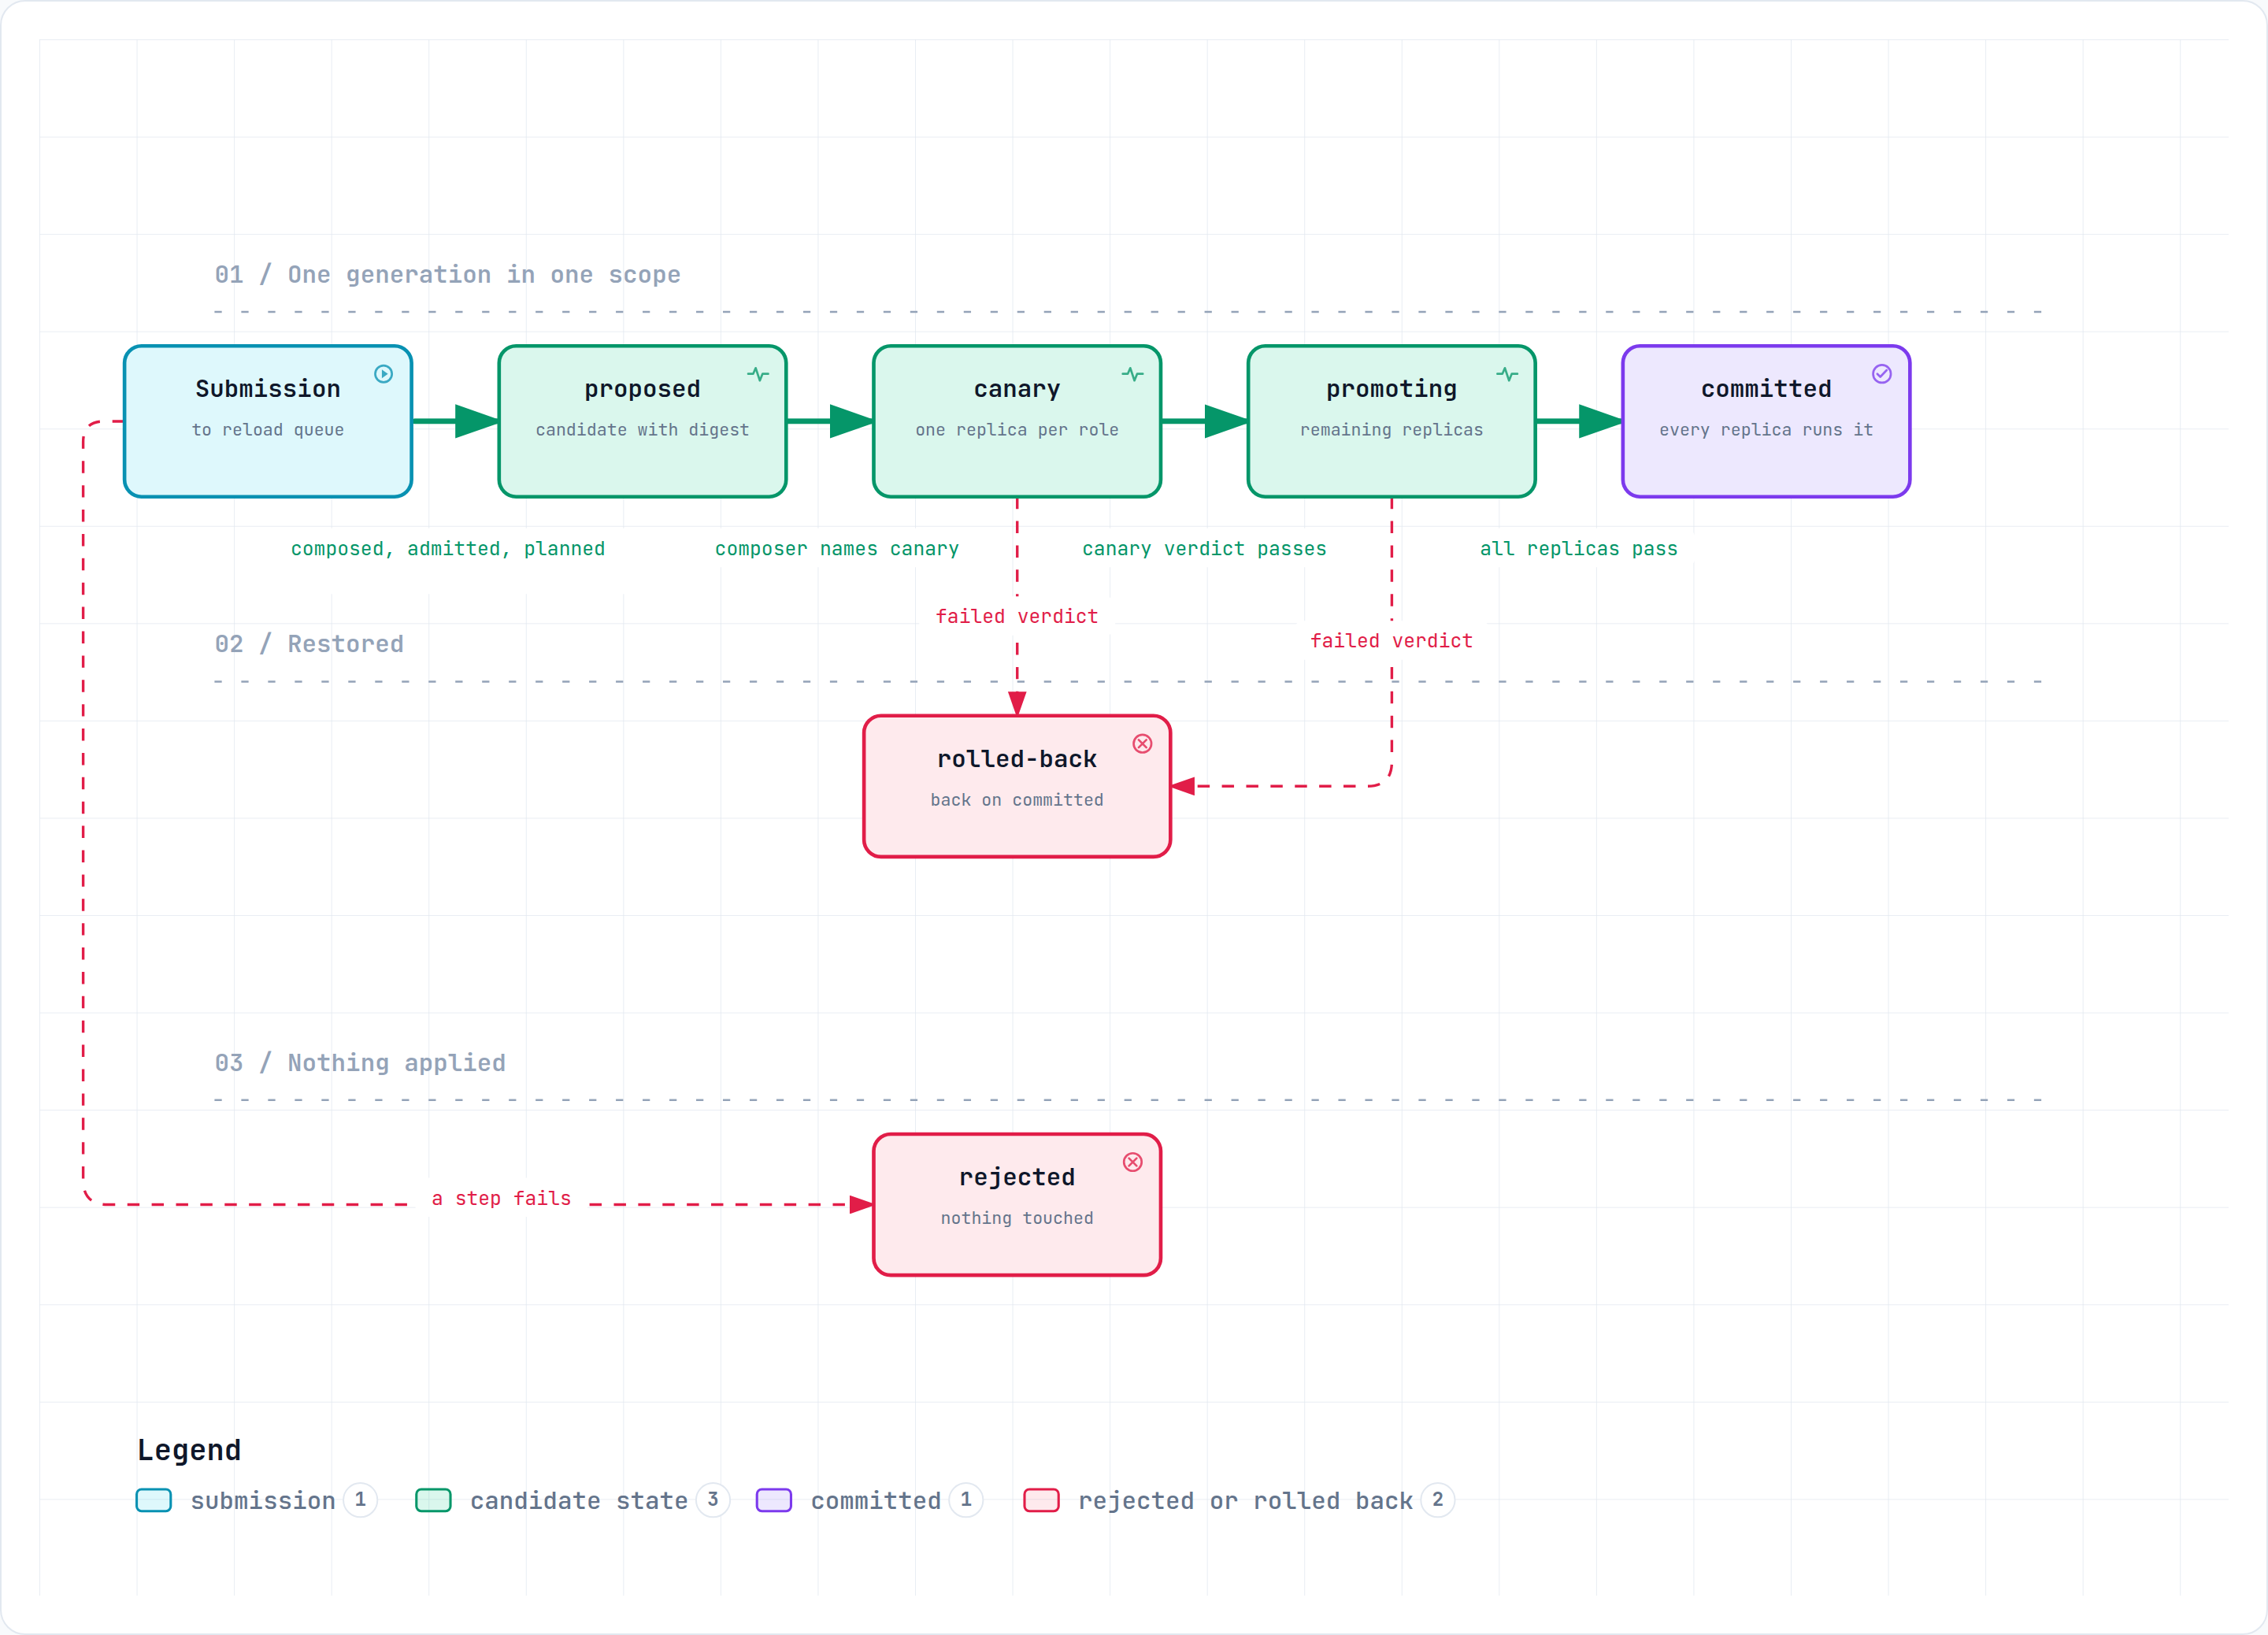 01 / One generation in one scope
Submission
to reload queue
proposed
candidate with digest
canary
one replica per role
promoting
remaining replicas
committed
every replica runs it
composed, admitted, planned
composer names canary
canary verdict passes
all replicas pass
failed verdict
failed verdict
02 / Restored
rolled-back
back on committed
03 / Nothing applied
rejected
nothing touched
a step fails
Legend
submission 1
candidate state 3
committed 1
rejected or rolled back 2